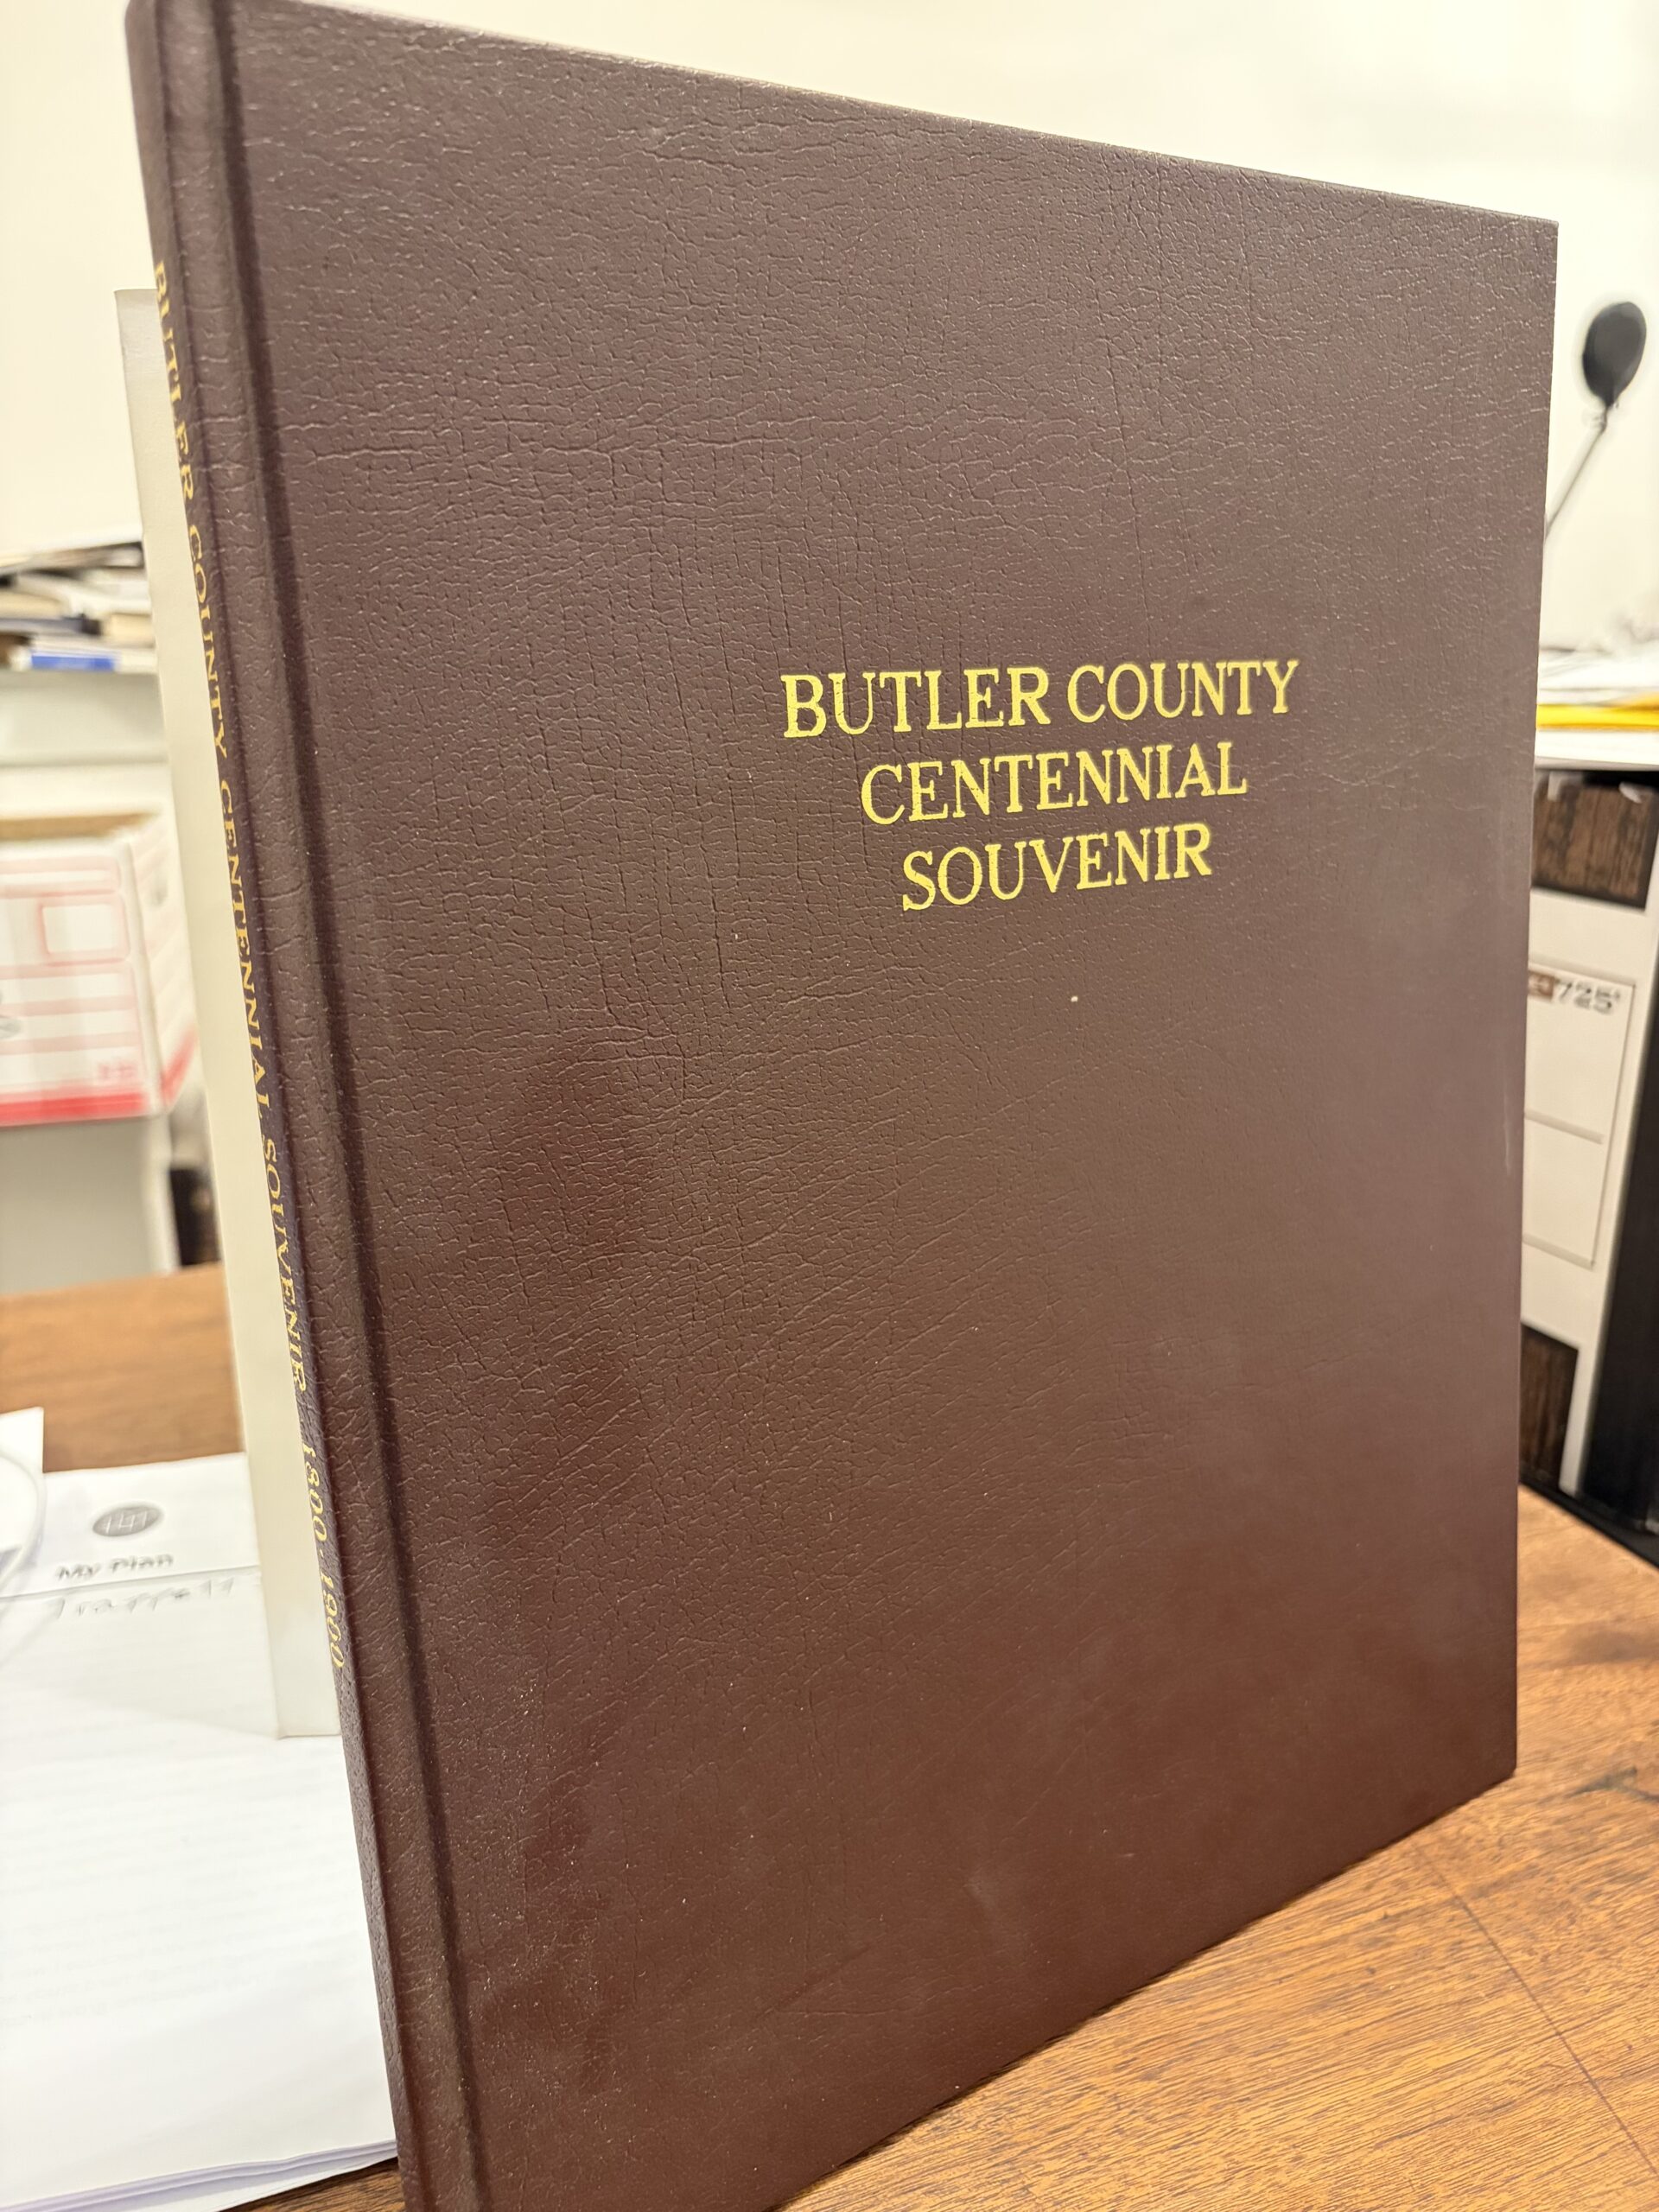 BUTLER COUNTY
CENTENNIAL
SOUVENIR
BUTLER COUNTY CENTENNIAL SOUVENIR 1800-1900
My Plan
725